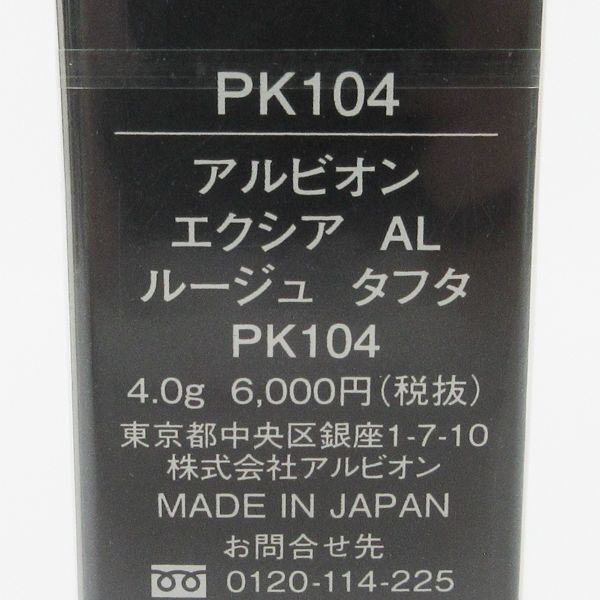 PK104
アルビオン
エクシア AL
ルージュ タフタ
PK104
4.0g 6,000円(税抜)
東京都中央区銀座1-7-10
株式会社アルビオン
MADE IN JAPAN
お問合せ先
0120-114-225